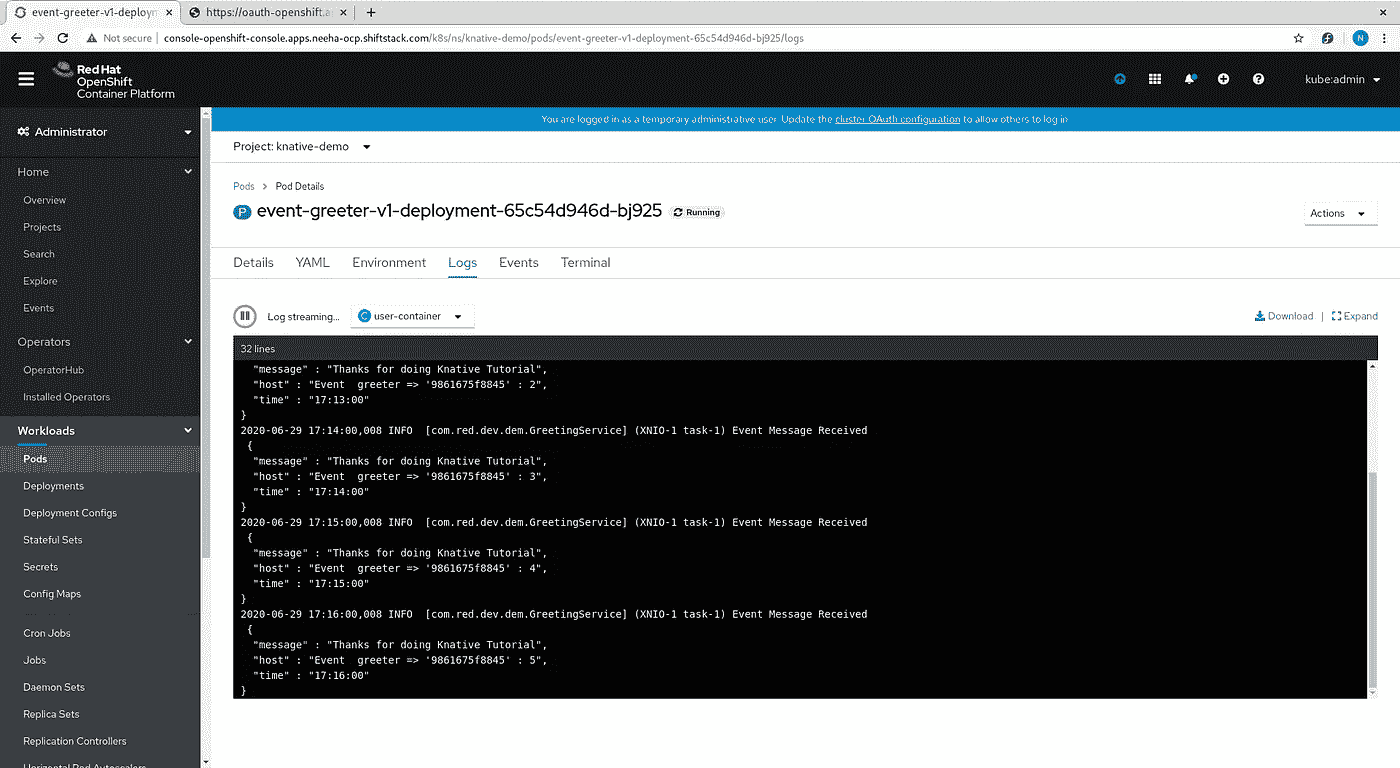 event-greeter-v1-deployn
https://oauth-openshift.a
Not secure | console-openshift-console.apps.neeha-ocp.shiftstack.com/k8s/ns/knative-demo/pods/event-greeter-v1-deployment-65c54d946d-bj925/logs
N
Red Hat
OpenShift
Container Platform
kube:admin
You are logged in as a temporary administrative user. Update the cluster OAuth configuration to allow others to log in
Administrator
Home
Overview
Projects
Search
Explore
Events
Operators
OperatorHub
Installed Operators
Workloads
Pods
Deployments
Deployment Configs
Stateful Sets
Secrets
Config Maps
Cron Jobs
Jobs
Daemon Sets
Replica Sets
Replication Controllers
Horizontal Pod Autoscalers
Project: knative-demo
Pods > Pod Details
P event-greeter-v1-deployment-65c54d946d-bj925 Running
Actions
Details YAML Environment Logs Events Terminal
Log streaming... C user-container
Download | Expand
32 lines
"message" : "Thanks for doing Knative Tutorial",
"host" : "Event  greeter => '9861675f8845' : 2",
"time" : "17:13:00"
}
2020-06-29 17:14:00,008 INFO  [com.red.dev.dem.GreetingService] (XNIO-1 task-1) Event Message Received
{
"message" : "Thanks for doing Knative Tutorial",
"host" : "Event  greeter => '9861675f8845' : 3",
"time" : "17:14:00"
}
2020-06-29 17:15:00,008 INFO  [com.red.dev.dem.GreetingService] (XNIO-1 task-1) Event Message Received
{
"message" : "Thanks for doing Knative Tutorial",
"host" : "Event  greeter => '9861675f8845' : 4",
"time" : "17:15:00"
}
2020-06-29 17:16:00,008 INFO  [com.red.dev.dem.GreetingService] (XNIO-1 task-1) Event Message Received
{
"message" : "Thanks for doing Knative Tutorial",
"host" : "Event  greeter => '9861675f8845' : 5",
"time" : "17:16:00"
}